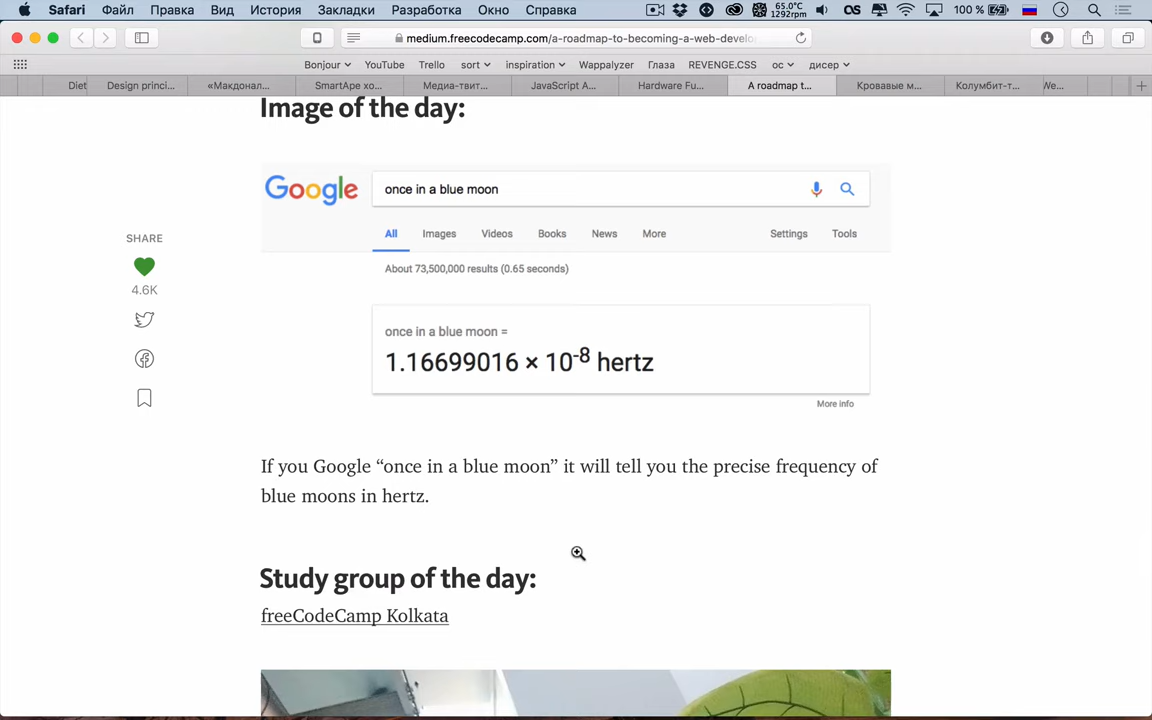 Safari Файл Правка Вид История Закладки Разработка Окно Справка 65.0°C 1292rpm 100 %
medium.freecodecamp.com/a-roadmap-to-becoming-a-web-develo
Bonjour YouTube Trello sort inspiration Wappalyzer Глаза REVENGE.CSS ос дисер
Diet Design princi... «Макдонал... SmartApe хо... Медиа-твит... JavaScript A... Hardware Fu... A roadmap t... Кровавые м... Колумбит-т... We...
Image of the day:
Google once in a blue moon
All Images Videos Books News More Settings Tools
About 73,500,000 results (0.65 seconds)
SHARE
4.6K
once in a blue moon =
1.16699016 × 10-8 hertz
More info
If you Google “once in a blue moon” it will tell you the precise frequency of
blue moons in hertz.
Study group of the day:
freeCodeCamp Kolkata